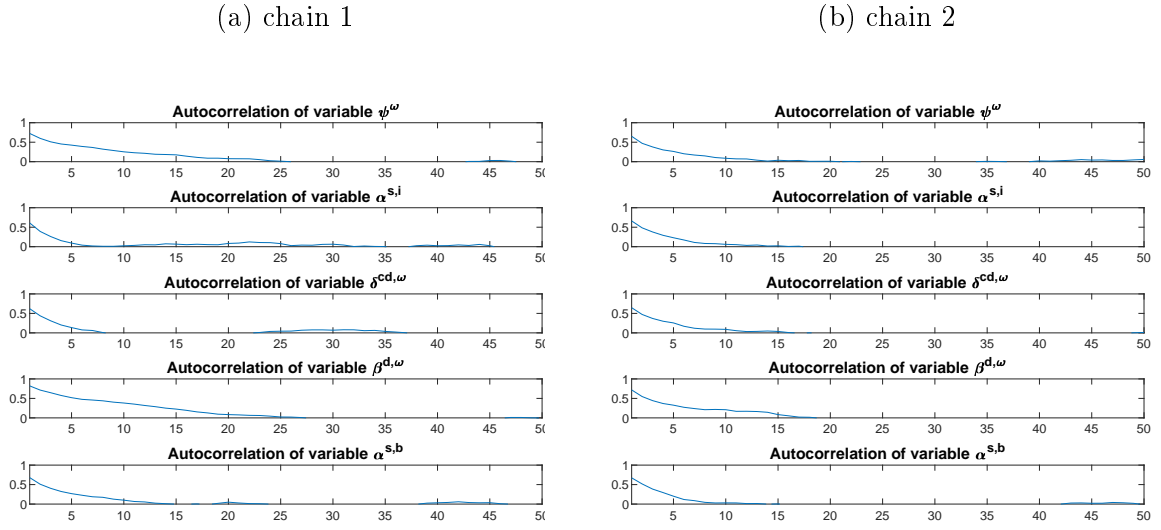 (a) chain 1
(b) chain 2
Autocorrelation of variable ψ^ω
1
0.5
0
5 10 15 20 25 30 35 40 45 50
Autocorrelation of variable α^s,i
1
0.5
0
5 10 15 20 25 30 35 40 45 50
Autocorrelation of variable δ^cd,ω
1
0.5
0
5 10 15 20 25 30 35 40 45 50
Autocorrelation of variable β^d,ω
1
0.5
0
5 10 15 20 25 30 35 40 45 50
Autocorrelation of variable α^s,b
1
0.5
0
5 10 15 20 25 30 35 40 45 50
Autocorrelation of variable ψ^ω
1
0.5
0
5 10 15 20 25 30 35 40 45 50
Autocorrelation of variable α^s,i
1
0.5
0
5 10 15 20 25 30 35 40 45 50
Autocorrelation of variable δ^cd,ω
1
0.5
0
5 10 15 20 25 30 35 40 45 50
Autocorrelation of variable β^d,ω
1
0.5
0
5 10 15 20 25 30 35 40 45 50
Autocorrelation of variable α^s,b
1
0.5
0
5 10 15 20 25 30 35 40 45 50